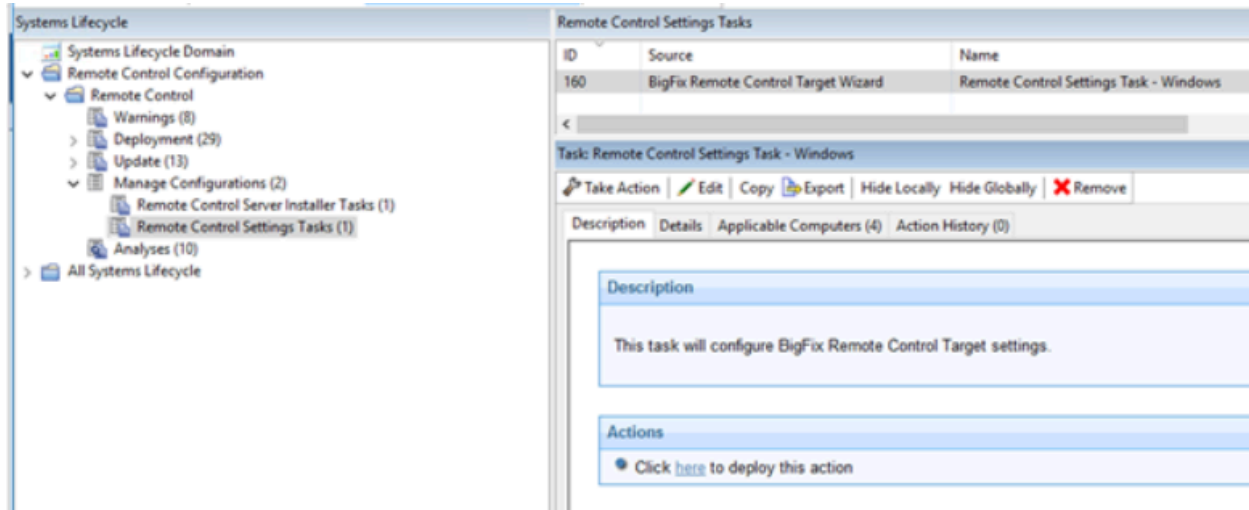 Systems Lifecycle
Systems Lifecycle Domain
Remote Control Configuration
Remote Control
Warnings (8)
Deployment (29)
Update (13)
Manage Configurations (2)
Remote Control Server Installer Tasks (1)
Remote Control Settings Tasks (1)
Analyses (10)
All Systems Lifecycle
Remote Control Settings Tasks
ID Source Name
160 BigFix Remote Control Target Wizard Remote Control Settings Task - Windows
Task: Remote Control Settings Task - Windows
Take Action Edit Copy Export Hide Locally Hide Globally Remove
Description Details Applicable Computers (4) Action History (0)
Description
This task will configure BigFix Remote Control Target settings.
Actions
Click here to deploy this action